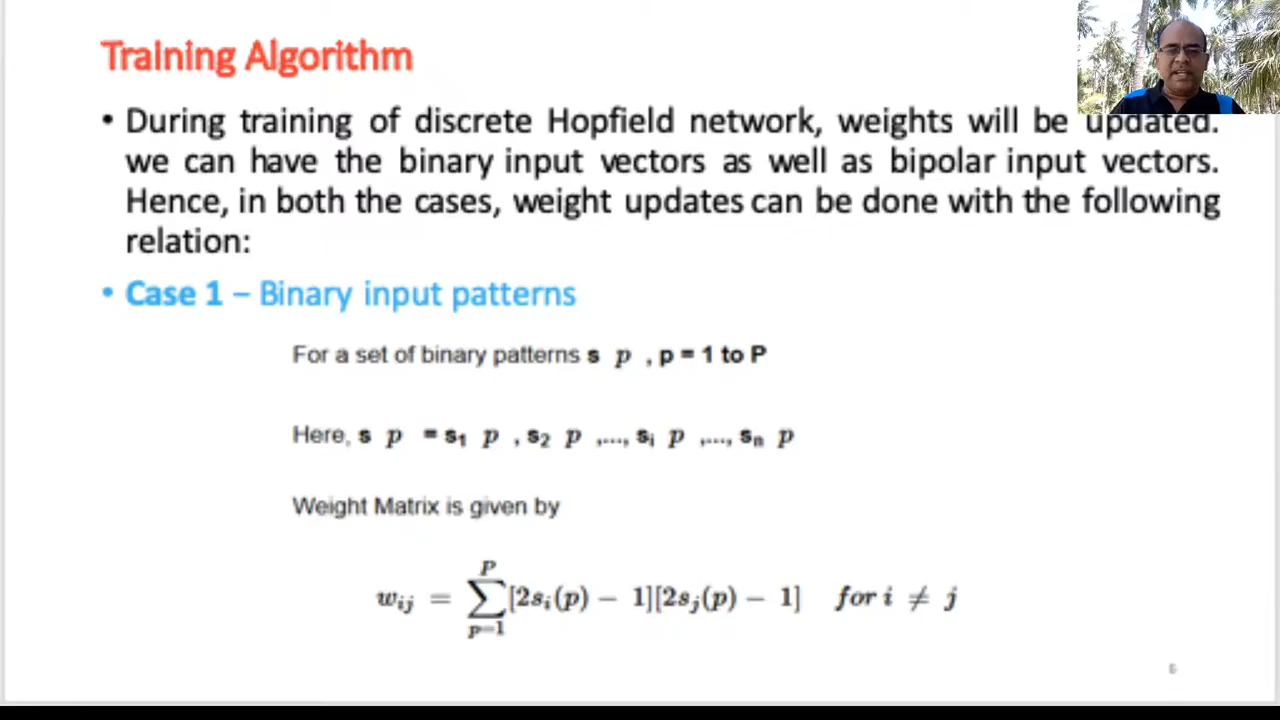 Training Algorithm
• During training of discrete Hopfield network, weights will be updated.
we can have the binary input vectors as well as bipolar input vectors.
Hence, in both the cases, weight updates can be done with the following
relation:
• Case 1 – Binary input patterns
For a set of binary patterns s p , p = 1 to P
Here, s p = s₁ p , s₂ p ,..., sᵢ p ,..., sₙ p
Weight Matrix is given by
wᵢⱼ = ∑ᴾₚ₌₁ [2sᵢ(p) − 1][2sⱼ(p) − 1] for i ≠ j